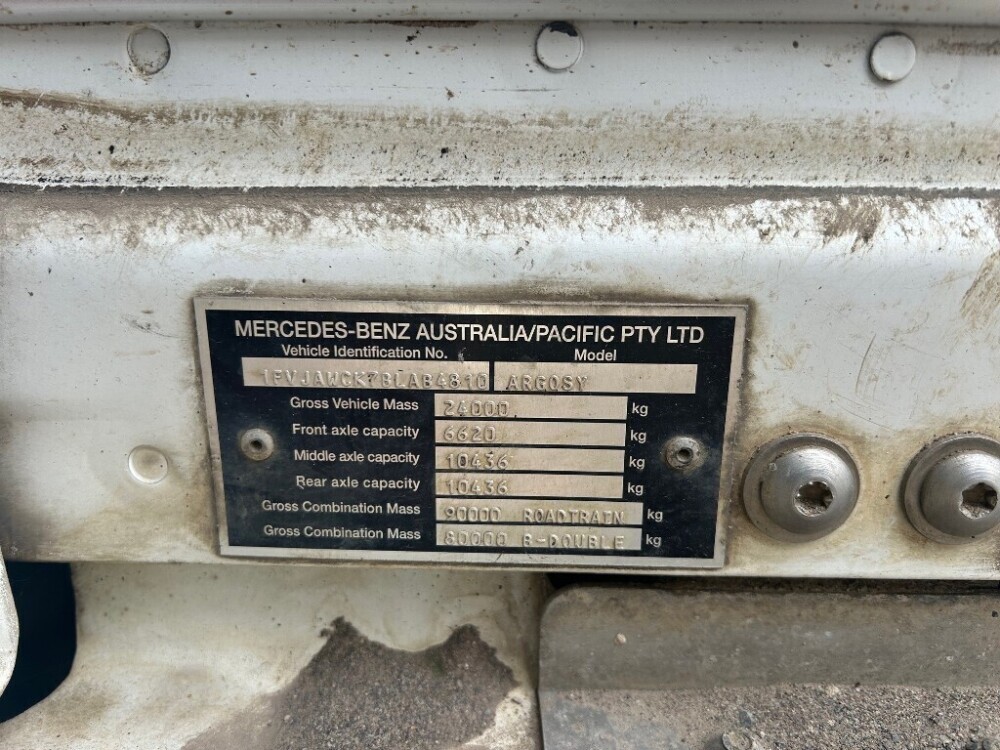 MERCEDES-BENZ AUSTRALIA/PACIFIC PTY LTD
Vehicle Identification No. Model
1FVJAWCK7BLAB4810 ARGOSY
Gross Vehicle Mass 24000 kg
Front axle capacity 6620 kg
Middle axle capacity 10436 kg
Rear axle capacity 10436 kg
Gross Combination Mass 90000 ROADTRAIN kg
Gross Combination Mass 80000 B-DOUBLE kg